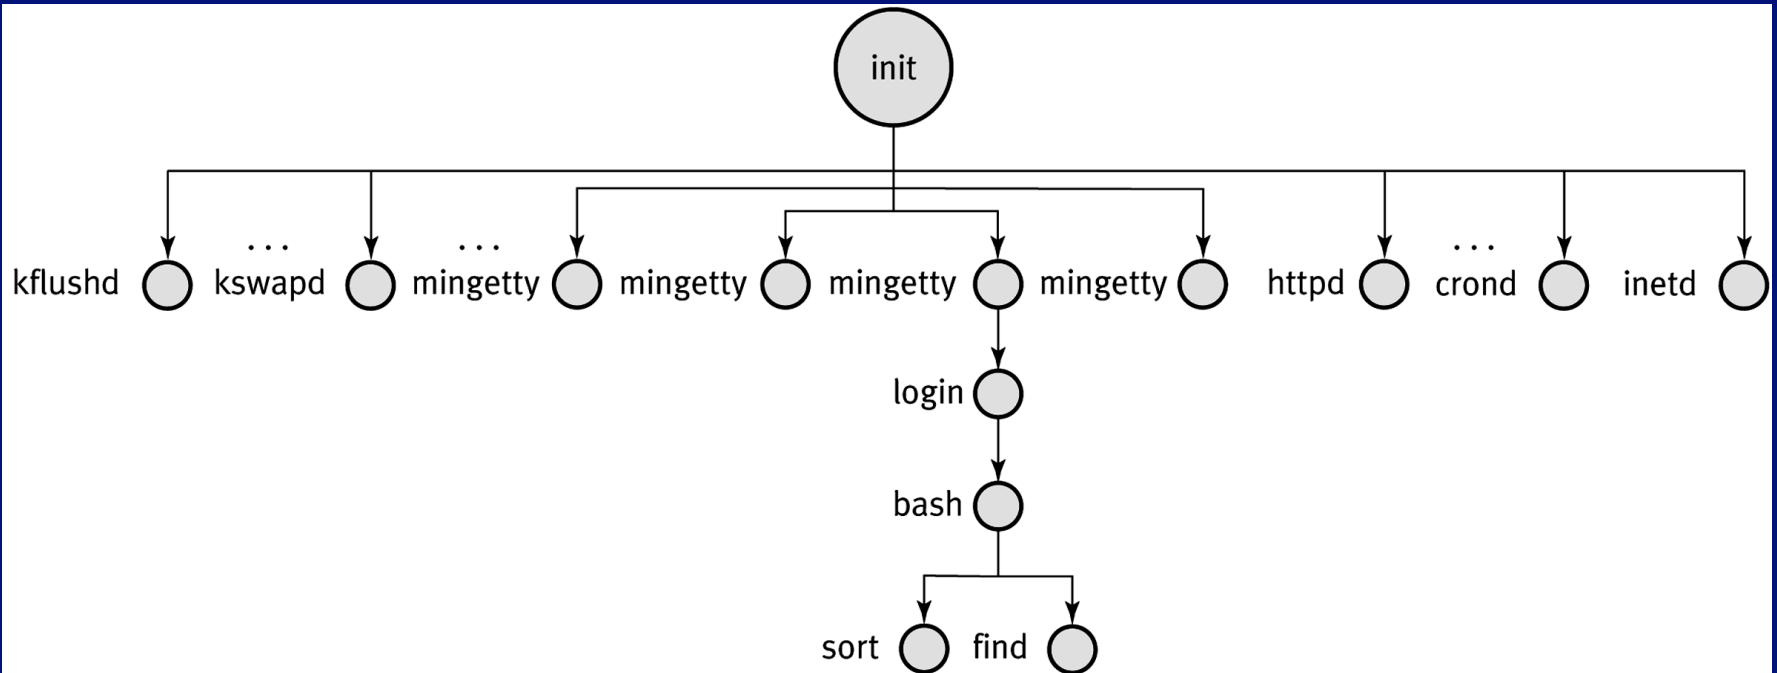 init
... ... ...
kflushd kswapd mingetty mingetty mingetty mingetty httpd crond inetd
login
bash
sort find